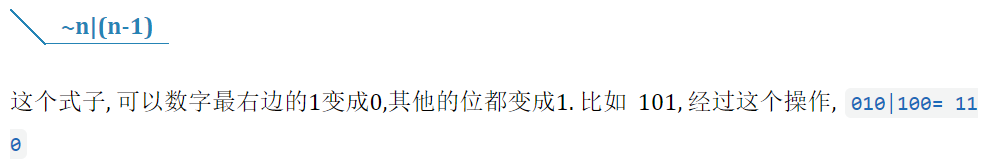 ~n|(n-1)
这个式子, 可以数字最右边的1变成0,其他的位都变成1. 比如 101, 经过这个操作, 010|100= 11
0